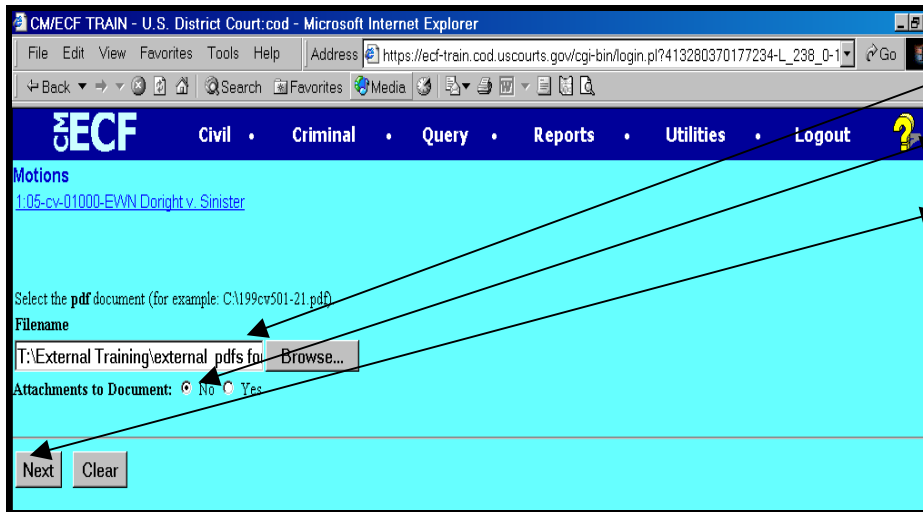 CM/ECF TRAIN - U.S. District Court:cod - Microsoft Internet Explorer
File Edit View Favorites Tools Help Address https://ecf-train.cod.uscourts.gov/cgi-bin/login.pl?413280370177234-L_238_0-1 Go
Back Search Favorites Media
CM ECF Civil • Criminal • Query • Reports • Utilities • Logout ?
Motions
1:05-cv-01000-EWN Doright v. Sinister
Select the pdf document (for example: C:\199cv501-21.pdf).
Filename
T:\External Training\external_pdfs for Browse...
Attachments to Document: No Yes
Next Clear